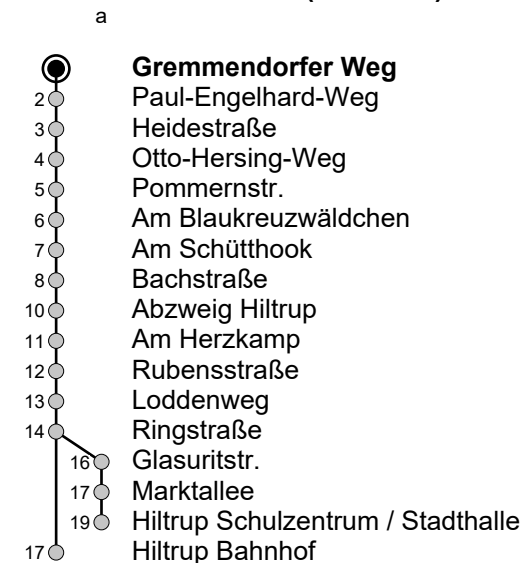 a
Gremmendorfer Weg
2 Paul-Engelhard-Weg
3 Heidestraße
4 Otto-Hersing-Weg
5 Pommernstr.
6 Am Blaukreuzwäldchen
7 Am Schütthook
8 Bachstraße
10 Abzweig Hiltrup
11 Am Herzkamp
12 Rubensstraße
13 Loddenweg
14 Ringstraße
16 Glasuritstr.
17 Marktallee
19 Hiltrup Schulzentrum / Stadthalle
17 Hiltrup Bahnhof